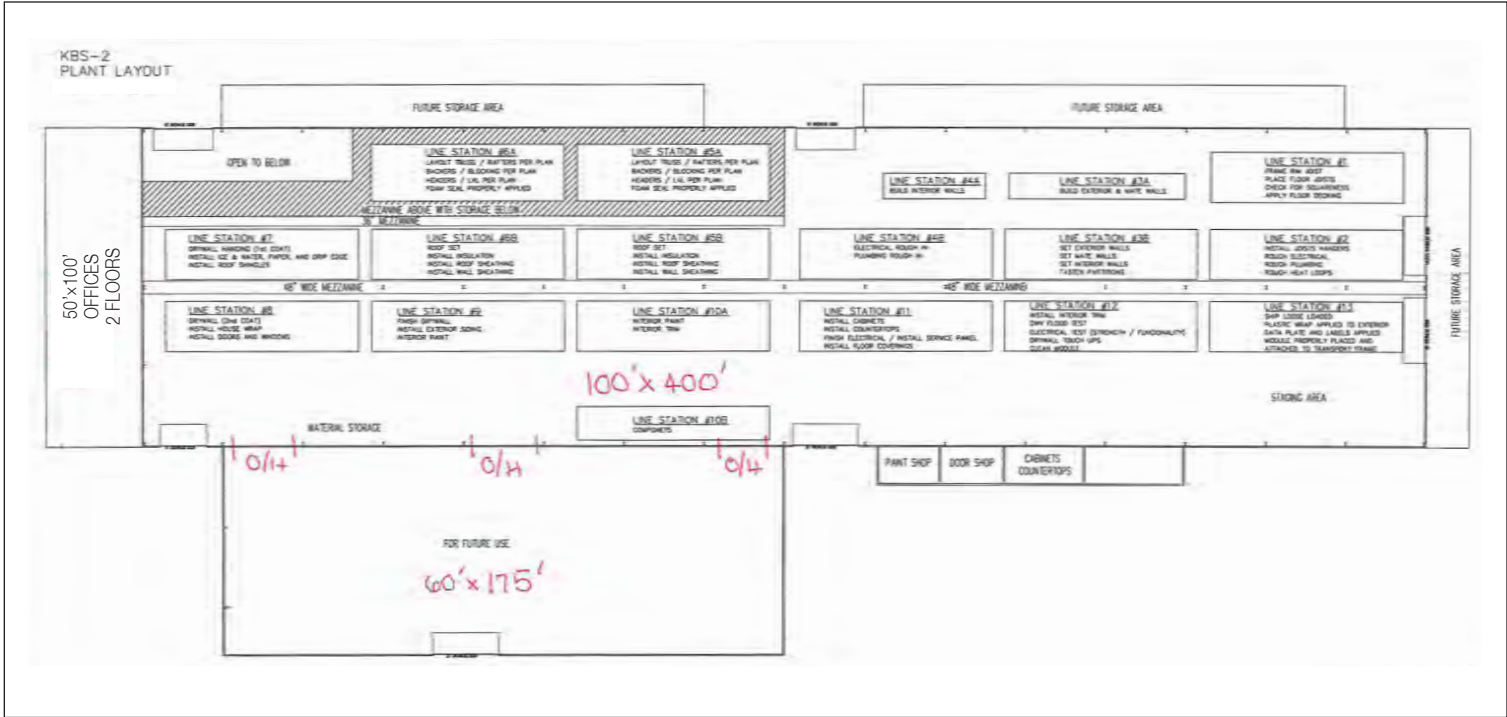 KBS-2
PLANT LAYOUT
FUTURE STORAGE AREA
FUTURE STORAGE AREA
OPEN TO BELOW
LINE STATION #6A
LAYOUT TRUSS / RAFTERS PER PLAN
BACKERS / BLOCKING PER PLAN
HEADERS / LVL PER PLAN
FOAM SEAL PROPERLY APPLIED
LINE STATION #5A
LAYOUT TRUSS / RAFTERS PER PLAN
BACKERS / BLOCKING PER PLAN
HEADERS / LVL PER PLAN
FOAM SEAL PROPERLY APPLIED
LINE STATION #4A
BUILD INTERIOR WALLS
LINE STATION #3A
BUILD EXTERIOR & MATE WALLS
LINE STATION #1
FRAME RIM JOIST
PLACE FLOOR JOISTS
CHECK FOR SQUARENESS
APPLY FLOOR DECKING
MEZZANINE ABOVE WITH STORAGE BELOW
36" MEZZANINE
LINE STATION #7
DRYWALL HANGING (1st COAT)
INSTALL ICE & WATER, PAPER, AND DRIP EDGE
INSTALL ROOF SHINGLES
LINE STATION #6B
ROOF SET
INSTALL INSULATION
INSTALL ROOF SHEATHING
INSTALL WALL SHEATHING
LINE STATION #5B
ROOF SET
INSTALL INSULATION
INSTALL ROOF SHEATHING
INSTALL WALL SHEATHING
LINE STATION #4B
ELECTRICAL ROUGH IN
PLUMBING ROUGH IN
LINE STATION #3B
SET EXTERIOR WALLS
SET MATE WALLS
SET INTERIOR WALLS
FASTEN PARTITIONS
LINE STATION #2
INSTALL JOISTS HANGERS
ROUGH ELECTRICAL
ROUGH PLUMBING
ROUGH HEAT LOOPS
50'x100'
OFFICES
2 FLOORS
48" WIDE MEZZANINE
48" WIDE MEZZANINE
FUTURE STORAGE AREA
LINE STATION #8
DRYWALL (2nd COAT)
INSTALL HOUSE WRAP
INSTALL DOORS AND WINDOWS
LINE STATION #9
FINISH DRYWALL
INSTALL EXTERIOR SIDING
INTERIOR PAINT
LINE STATION #10A
INTERIOR PAINT
INTERIOR TRIM
LINE STATION #11
INSTALL CABINETS
INSTALL COUNTERTOPS
FINISH ELECTRICAL / INSTALL SERVICE PANEL
INSTALL FLOOR COVERINGS
LINE STATION #12
INSTALL INTERIOR TRIM
DWV FLOOD TEST
ELECTRICAL TEST (STRENGTH / FUNCIONALITY)
DRYWALL TOUCH UPS
CLEAN MODULE
LINE STATION #13
SHIP LOOSE LOADED
PLASTIC WRAP APPLIED TO EXTERIOR
DATA PLATE AND LABELS APPLIED
MODULE PROPERLY PLACED AND
ATTACHED TO TRANSPORT FRAME
100' x 400'
STAGING AREA
MATERIAL STORAGE
LINE STATION #10B
COMPONETS
O/H
O/H
O/H
PAINT SHOP
DOOR SHOP
CABINETS
COUNTERTOPS
FOR FUTURE USE
60' x 175'